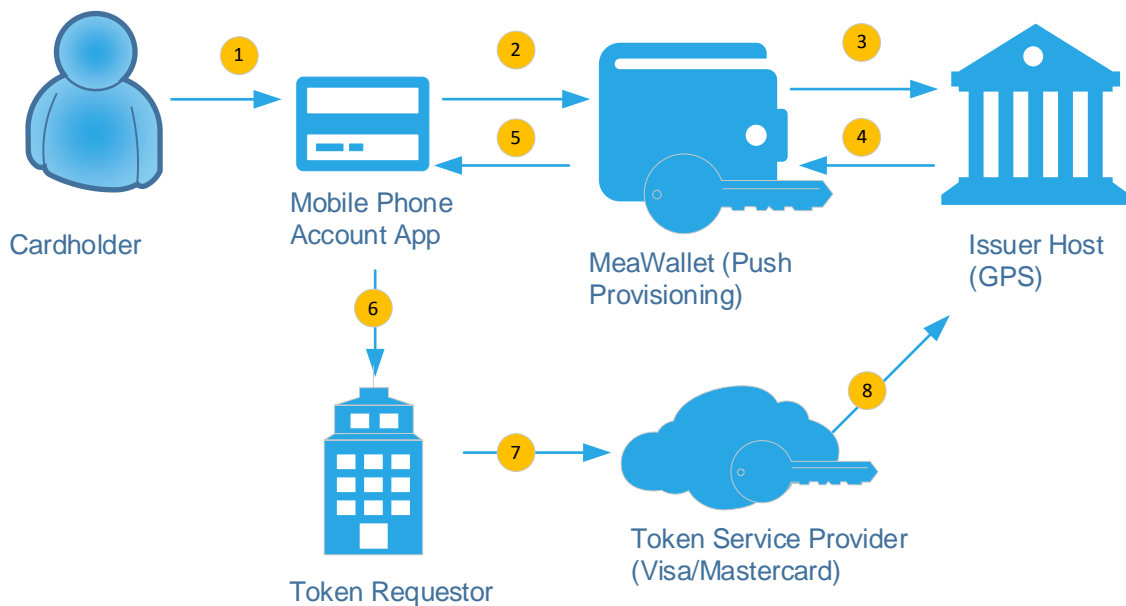 1
2
3
5
4
Cardholder
Mobile Phone
Account App
MeaWallet (Push
Provisioning)
Issuer Host
(GPS)
6
8
7
Token Requestor
Token Service Provider
(Visa/Mastercard)